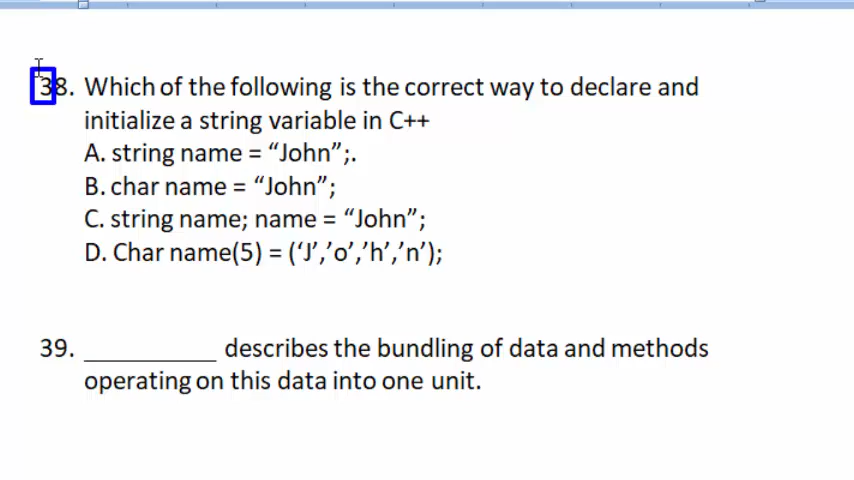 38. Which of the following is the correct way to declare and
initialize a string variable in C++
A. string name = “John”;.
B. char name = “John”;
C. string name; name = “John”;
D. Char name(5) = (‘J’,’o’,’h’,’n’);
39. __________ describes the bundling of data and methods
operating on this data into one unit.